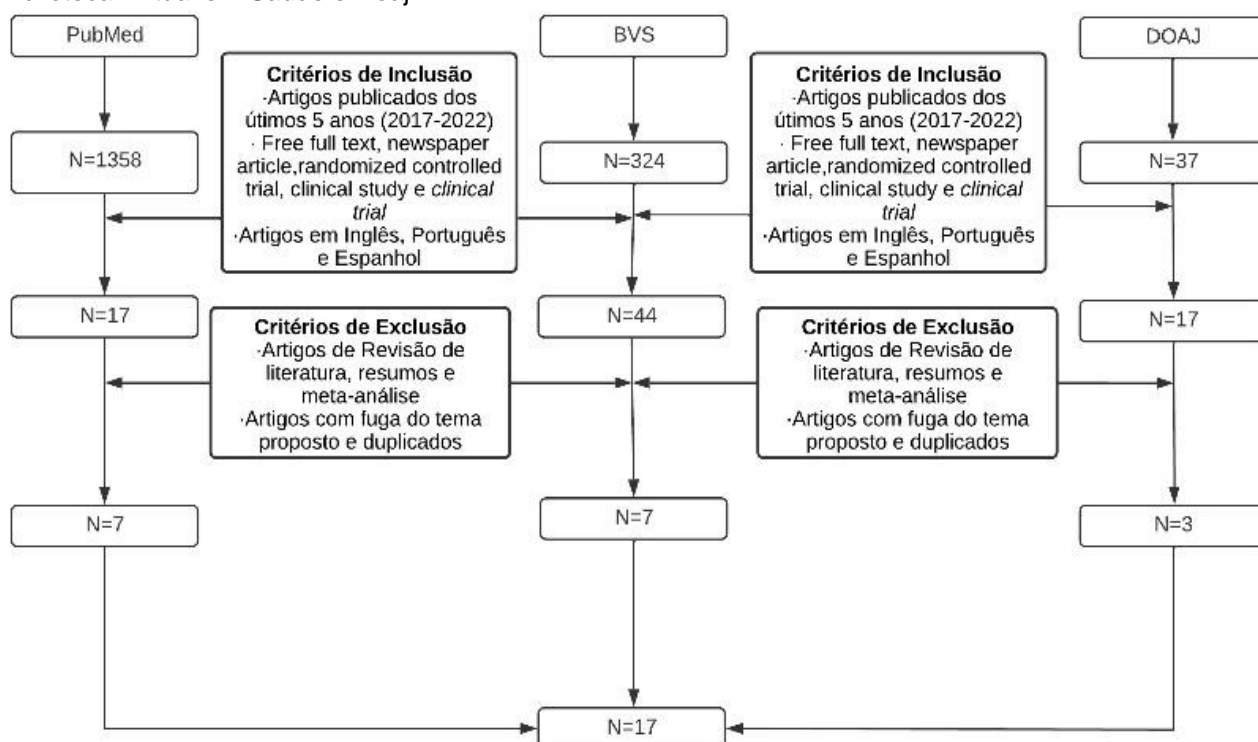 PubMed
BVS
DOAJ
Critérios de Inclusão
·Artigos publicados dos
útimos 5 anos (2017-2022)
· Free full text, newspaper
article,randomized controlled
trial, clinical study e clinical
trial
·Artigos em Inglês, Português
e Espanhol
Critérios de Inclusão
·Artigos publicados dos
útimos 5 anos (2017-2022)
· Free full text, newspaper
article,randomized controlled
trial, clinical study e clinical
trial
·Artigos em Inglês, Português
e Espanhol
N=1358
N=324
N=37
N=17
N=44
N=17
Critérios de Exclusão
·Artigos de Revisão de
literatura, resumos e
meta-análise
·Artigos com fuga do tema
proposto e duplicados
Critérios de Exclusão
·Artigos de Revisão de
literatura, resumos e
meta-análise
·Artigos com fuga do tema
proposto e duplicados
N=7
N=7
N=3
N=17